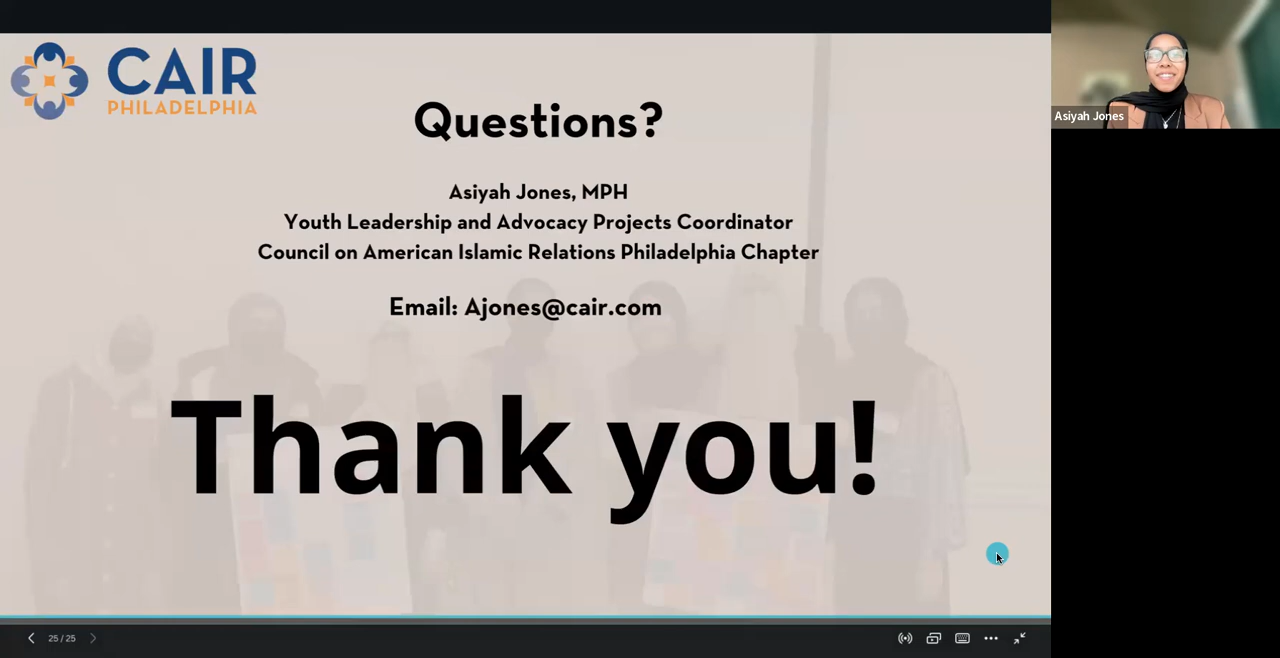 CAIR
PHILADELPHIA
Questions?
Asiyah Jones, MPH
Youth Leadership and Advocacy Projects Coordinator
Council on American Islamic Relations Philadelphia Chapter
Email: Ajones@cair.com
Thank you!
Asiyah Jones
25 / 25